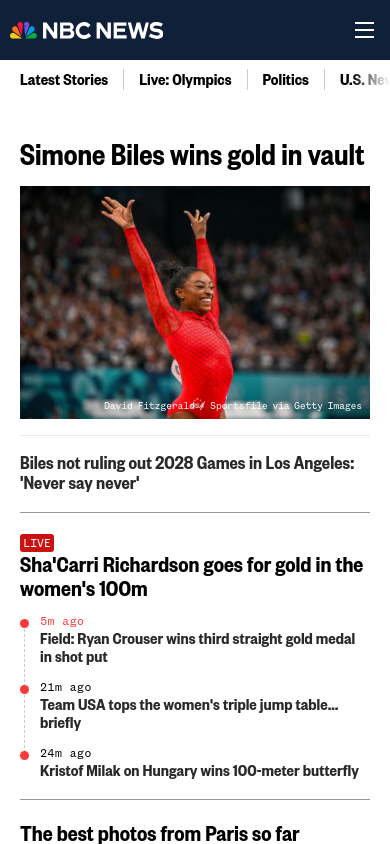 NBC NEWS
Latest Stories
Live: Olympics
Politics
U.S. New
Simone Biles wins gold in vault
David Fitzgerald / Sportsfile via Getty Images
Biles not ruling out 2028 Games in Los Angeles:
'Never say never'
LIVE
Sha'Carri Richardson goes for gold in the
women's 100m
5m ago
Field: Ryan Crouser wins third straight gold medal
in shot put
21m ago
Team USA tops the women's triple jump table...
briefly
24m ago
Kristof Milak on Hungary wins 100-meter butterfly
The best photos from Paris so far